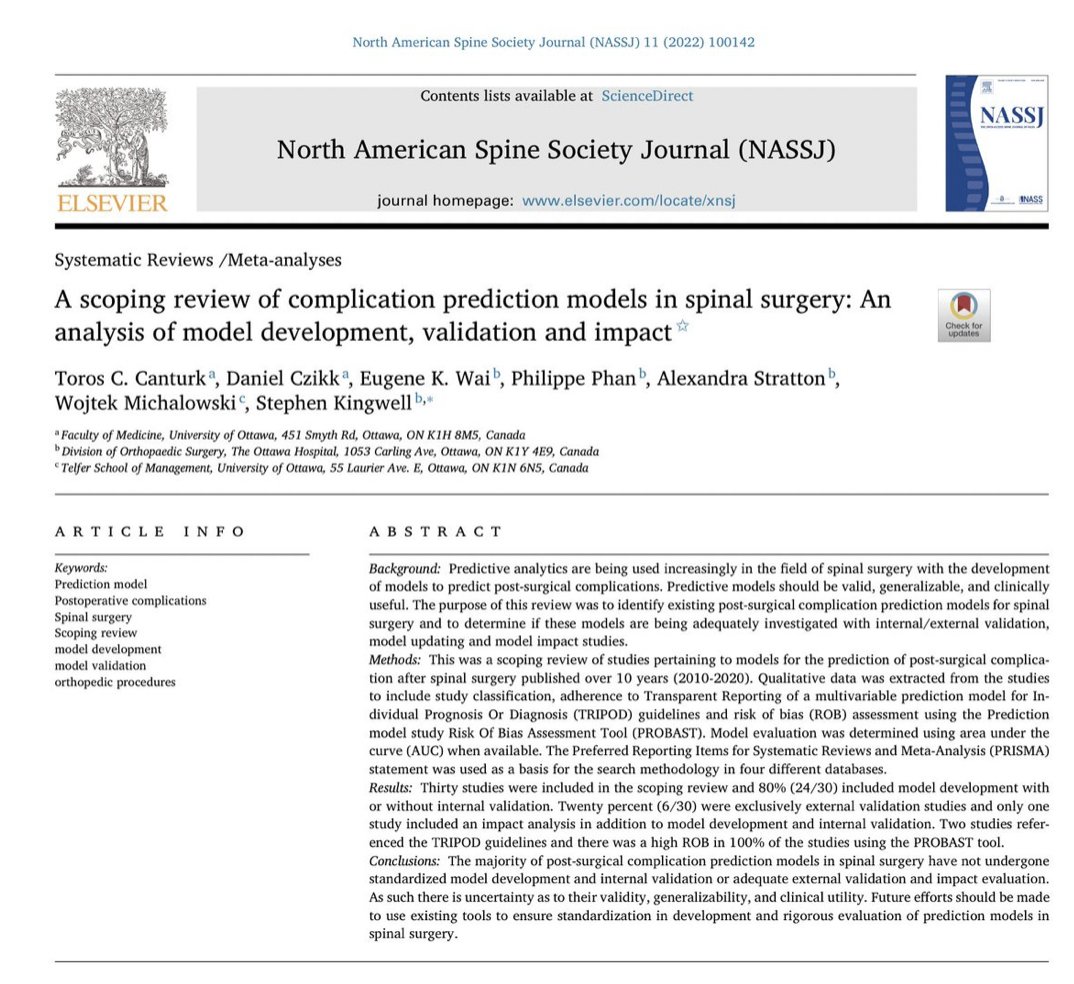 North American Spine Society Journal (NASSJ) 11 (2022) 100142
Contents lists available at ScienceDirect
North American Spine Society Journal (NASSJ)
journal homepage: www.elsevier.com/locate/xnsj
ELSEVIER
NASSJ
NASS
Systematic Reviews /Meta-analyses
A scoping review of complication prediction models in spinal surgery: An
analysis of model development, validation and impact ☆
Check for
updates
Toros C. Canturk a, Daniel Czikk a, Eugene K. Wai b, Philippe Phan b, Alexandra Stratton b,
Wojtek Michalowski c, Stephen Kingwell b,*
a Faculty of Medicine, University of Ottawa, 451 Smyth Rd, Ottawa, ON K1H 8M5, Canada
b Division of Orthopaedic Surgery, The Ottawa Hospital, 1053 Carling Ave, Ottawa, ON K1Y 4E9, Canada
c Telfer School of Management, University of Ottawa, 55 Laurier Ave. E, Ottawa, ON K1N 6N5, Canada
ARTICLE INFO
Keywords:
Prediction model
Postoperative complications
Spinal surgery
Scoping review
model development
model validation
orthopedic procedures
ABSTRACT
Background: Predictive analytics are being used increasingly in the field of spinal surgery with the development
of models to predict post-surgical complications. Predictive models should be valid, generalizable, and clinically
useful. The purpose of this review was to identify existing post-surgical complication prediction models for spinal
surgery and to determine if these models are being adequately investigated with internal/external validation,
model updating and model impact studies.
Methods: This was a scoping review of studies pertaining to models for the prediction of post-surgical complica-
tion after spinal surgery published over 10 years (2010-2020). Qualitative data was extracted from the studies
to include study classification, adherence to Transparent Reporting of a multivariable prediction model for In-
dividual Prognosis Or Diagnosis (TRIPOD) guidelines and risk of bias (ROB) assessment using the Prediction
model study Risk Of Bias Assessment Tool (PROBAST). Model evaluation was determined using area under the
curve (AUC) when available. The Preferred Reporting Items for Systematic Reviews and Meta-Analysis (PRISMA)
statement was used as a basis for the search methodology in four different databases.
Results: Thirty studies were included in the scoping review and 80% (24/30) included model development with
or without internal validation. Twenty percent (6/30) were exclusively external validation studies and only one
study included an impact analysis in addition to model development and internal validation. Two studies refer-
enced the TRIPOD guidelines and there was a high ROB in 100% of the studies using the PROBAST tool.
Conclusions: The majority of post-surgical complication prediction models in spinal surgery have not undergone
standardized model development and internal validation or adequate external validation and impact evaluation.
As such there is uncertainty as to their validity, generalizability, and clinical utility. Future efforts should be made
to use existing tools to ensure standardization in development and rigorous evaluation of prediction models in
spinal surgery.